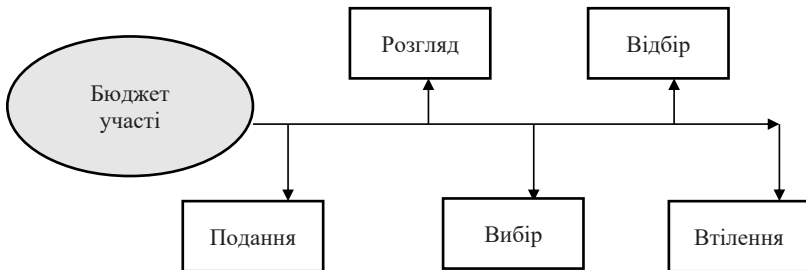 Розгляд
Відбір
Бюджет
участі
Подання
Вибір
Втілення